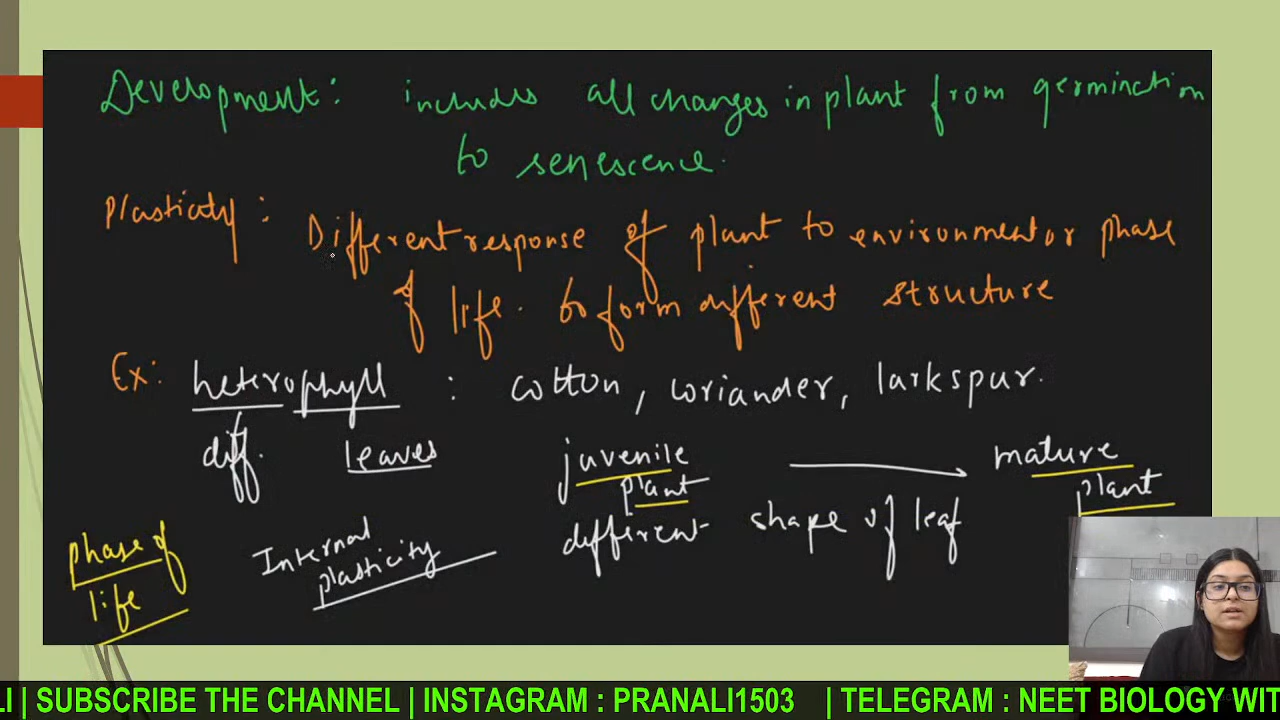 Development: includes all changes in plant from germinction
to senescence.
Plasticity: Different response of plant to environment or phase
of life. to form different structure
Ex: heterophyll : cotton, coriander, larkspur.
diff. leaves juvenile plant mature plant
different shape of leaf
phase of life Internal plasticity
LI | SUBSCRIBE THE CHANNEL | INSTAGRAM : PRANALI1503 | TELEGRAM : NEET BIOLOGY WIT